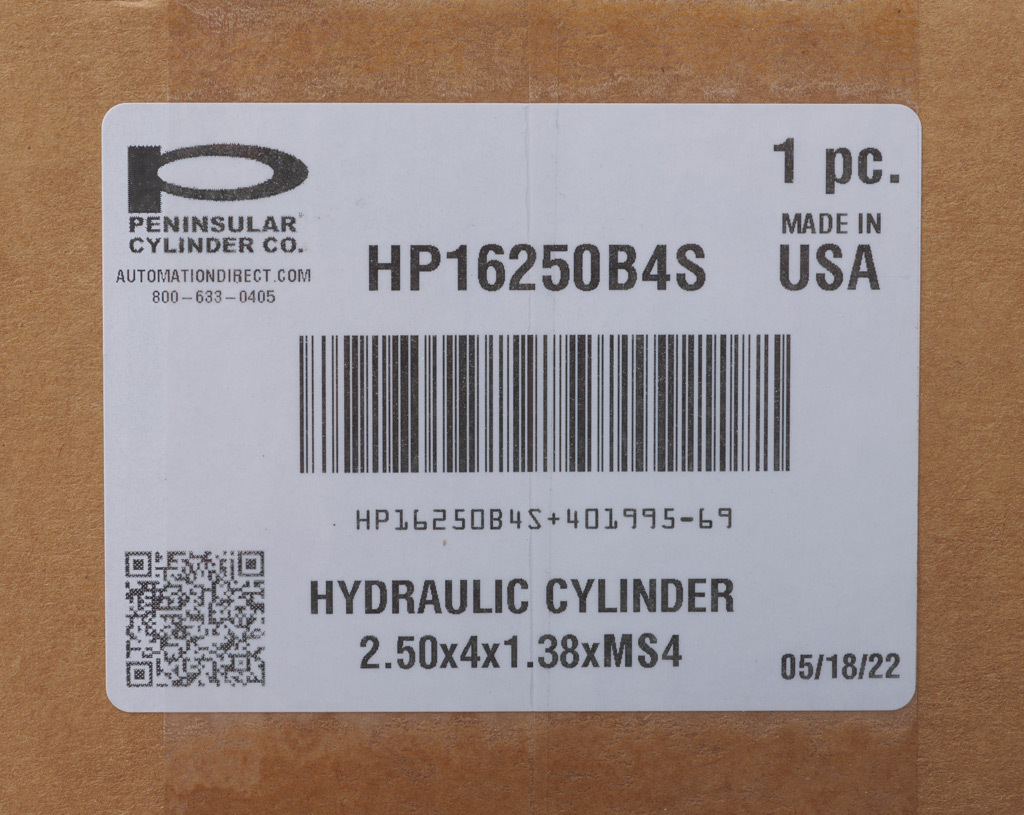 PENINSULAR
CYLINDER CO.
AUTOMATIONDIRECT.COM
800-633-0405
1 pc.
MADE IN
USA
HP16250B4S
HP16250B4S+401995-69
HYDRAULIC CYLINDER
2.50x4x1.38xMS4
05/18/22